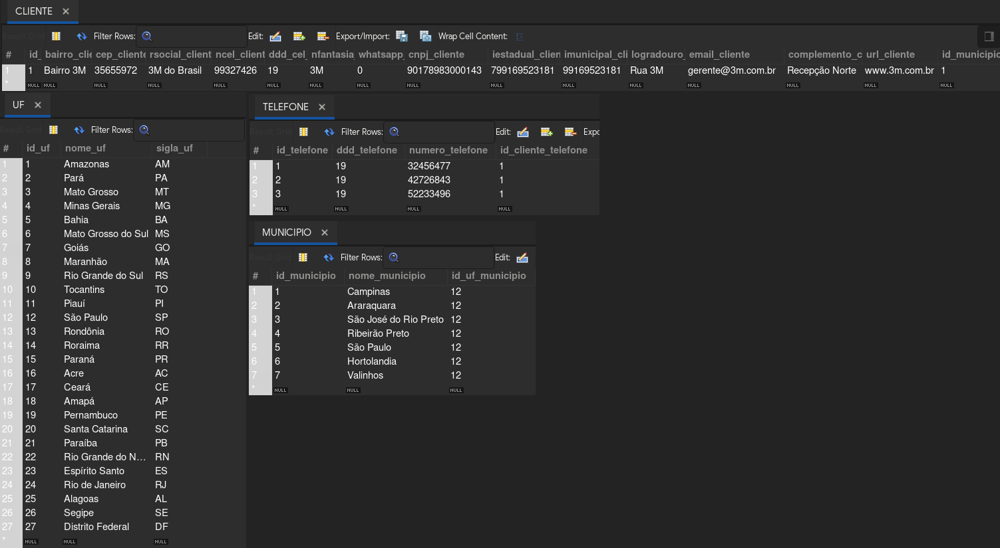 CLIENTE ×
Result Grid Filter Rows: Edit: Export/Import: Wrap Cell Content:
# id_ bairro_clie cep_cliente rsocial_client ncel_client ddd_cel_ nfantasia_ whatsapp_ cnpj_cliente iestadual_clien imunicipal_cli logradouro_ email_cliente complemento_c url_cliente id_municipio
1 1 Bairro 3M 35655972 3M do Brasil 99327426 19 3M 0 90178983000143 799169523181 99169523181 Rua 3M gerente@3m.com.br Recepção Norte www.3m.com.br 1
* NULL NULL NULL NULL NULL NULL NULL NULL NULL NULL NULL NULL NULL NULL NULL NULL
UF ×
Result Grid Filter Rows:
# id_uf nome_uf sigla_uf
1 1 Amazonas AM
2 2 Pará PA
3 3 Mato Grosso MT
4 4 Minas Gerais MG
5 5 Bahia BA
6 6 Mato Grosso do Sul MS
7 7 Goiás GO
8 8 Maranhão MA
9 9 Rio Grande do Sul RS
10 10 Tocantins TO
11 11 Piauí PI
12 12 São Paulo SP
13 13 Rondônia RO
14 14 Roraima RR
15 15 Paraná PR
16 16 Acre AC
17 17 Ceará CE
18 18 Amapá AP
19 19 Pernambuco PE
20 20 Santa Catarina SC
21 21 Paraíba PB
22 22 Rio Grande do N... RN
23 23 Espírito Santo ES
24 24 Rio de Janeiro RJ
25 25 Alagoas AL
26 26 Segipe SE
27 27 Distrito Federal DF
* NULL NULL NULL
TELEFONE ×
Result Grid Filter Rows: Edit: Expo
# id_telefone ddd_telefone numero_telefone id_cliente_telefone
1 1 19 32456477 1
2 2 19 42726843 1
3 3 19 52233496 1
* NULL NULL NULL NULL
MUNICIPIO ×
Result Grid Filter Rows: Edit:
# id_municipio nome_municipio id_uf_municipio
1 1 Campinas 12
2 2 Araraquara 12
3 3 São José do Rio Preto 12
4 4 Ribeirão Preto 12
5 5 São Paulo 12
6 6 Hortolandia 12
7 7 Valinhos 12
* NULL NULL NULL